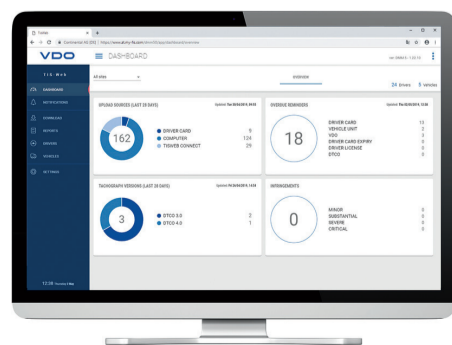 TIS-Web
Continental AG [DE]
VDO
DASHBOARD
TIS-Web
All sites
OVERVIEW
24 Drivers 5 Vehicles
DASHBOARD
NOTIFICATIONS
DOWNLOAD
REPORTS
DRIVERS
VEHICLES
SETTINGS
UPLOAD SOURCES (LAST 28 DAYS)
162
DRIVER CARD 9
COMPUTER 124
TISWEB CONNECT 29
OVERDUE REMINDERS
18
DRIVER CARD 13
VEHICLE UNIT 2
VDO 3
DRIVER CARD EXPIRY 0
DRIVER LICENSE 0
DTCO 0
TACHOGRAPH VERSIONS (LAST 28 DAYS)
3
DTCO 3.0 2
DTCO 4.0 1
INFRINGEMENTS
0
MINOR 0
SUBSTANTIAL 0
SEVERE 0
CRITICAL 0
12:38